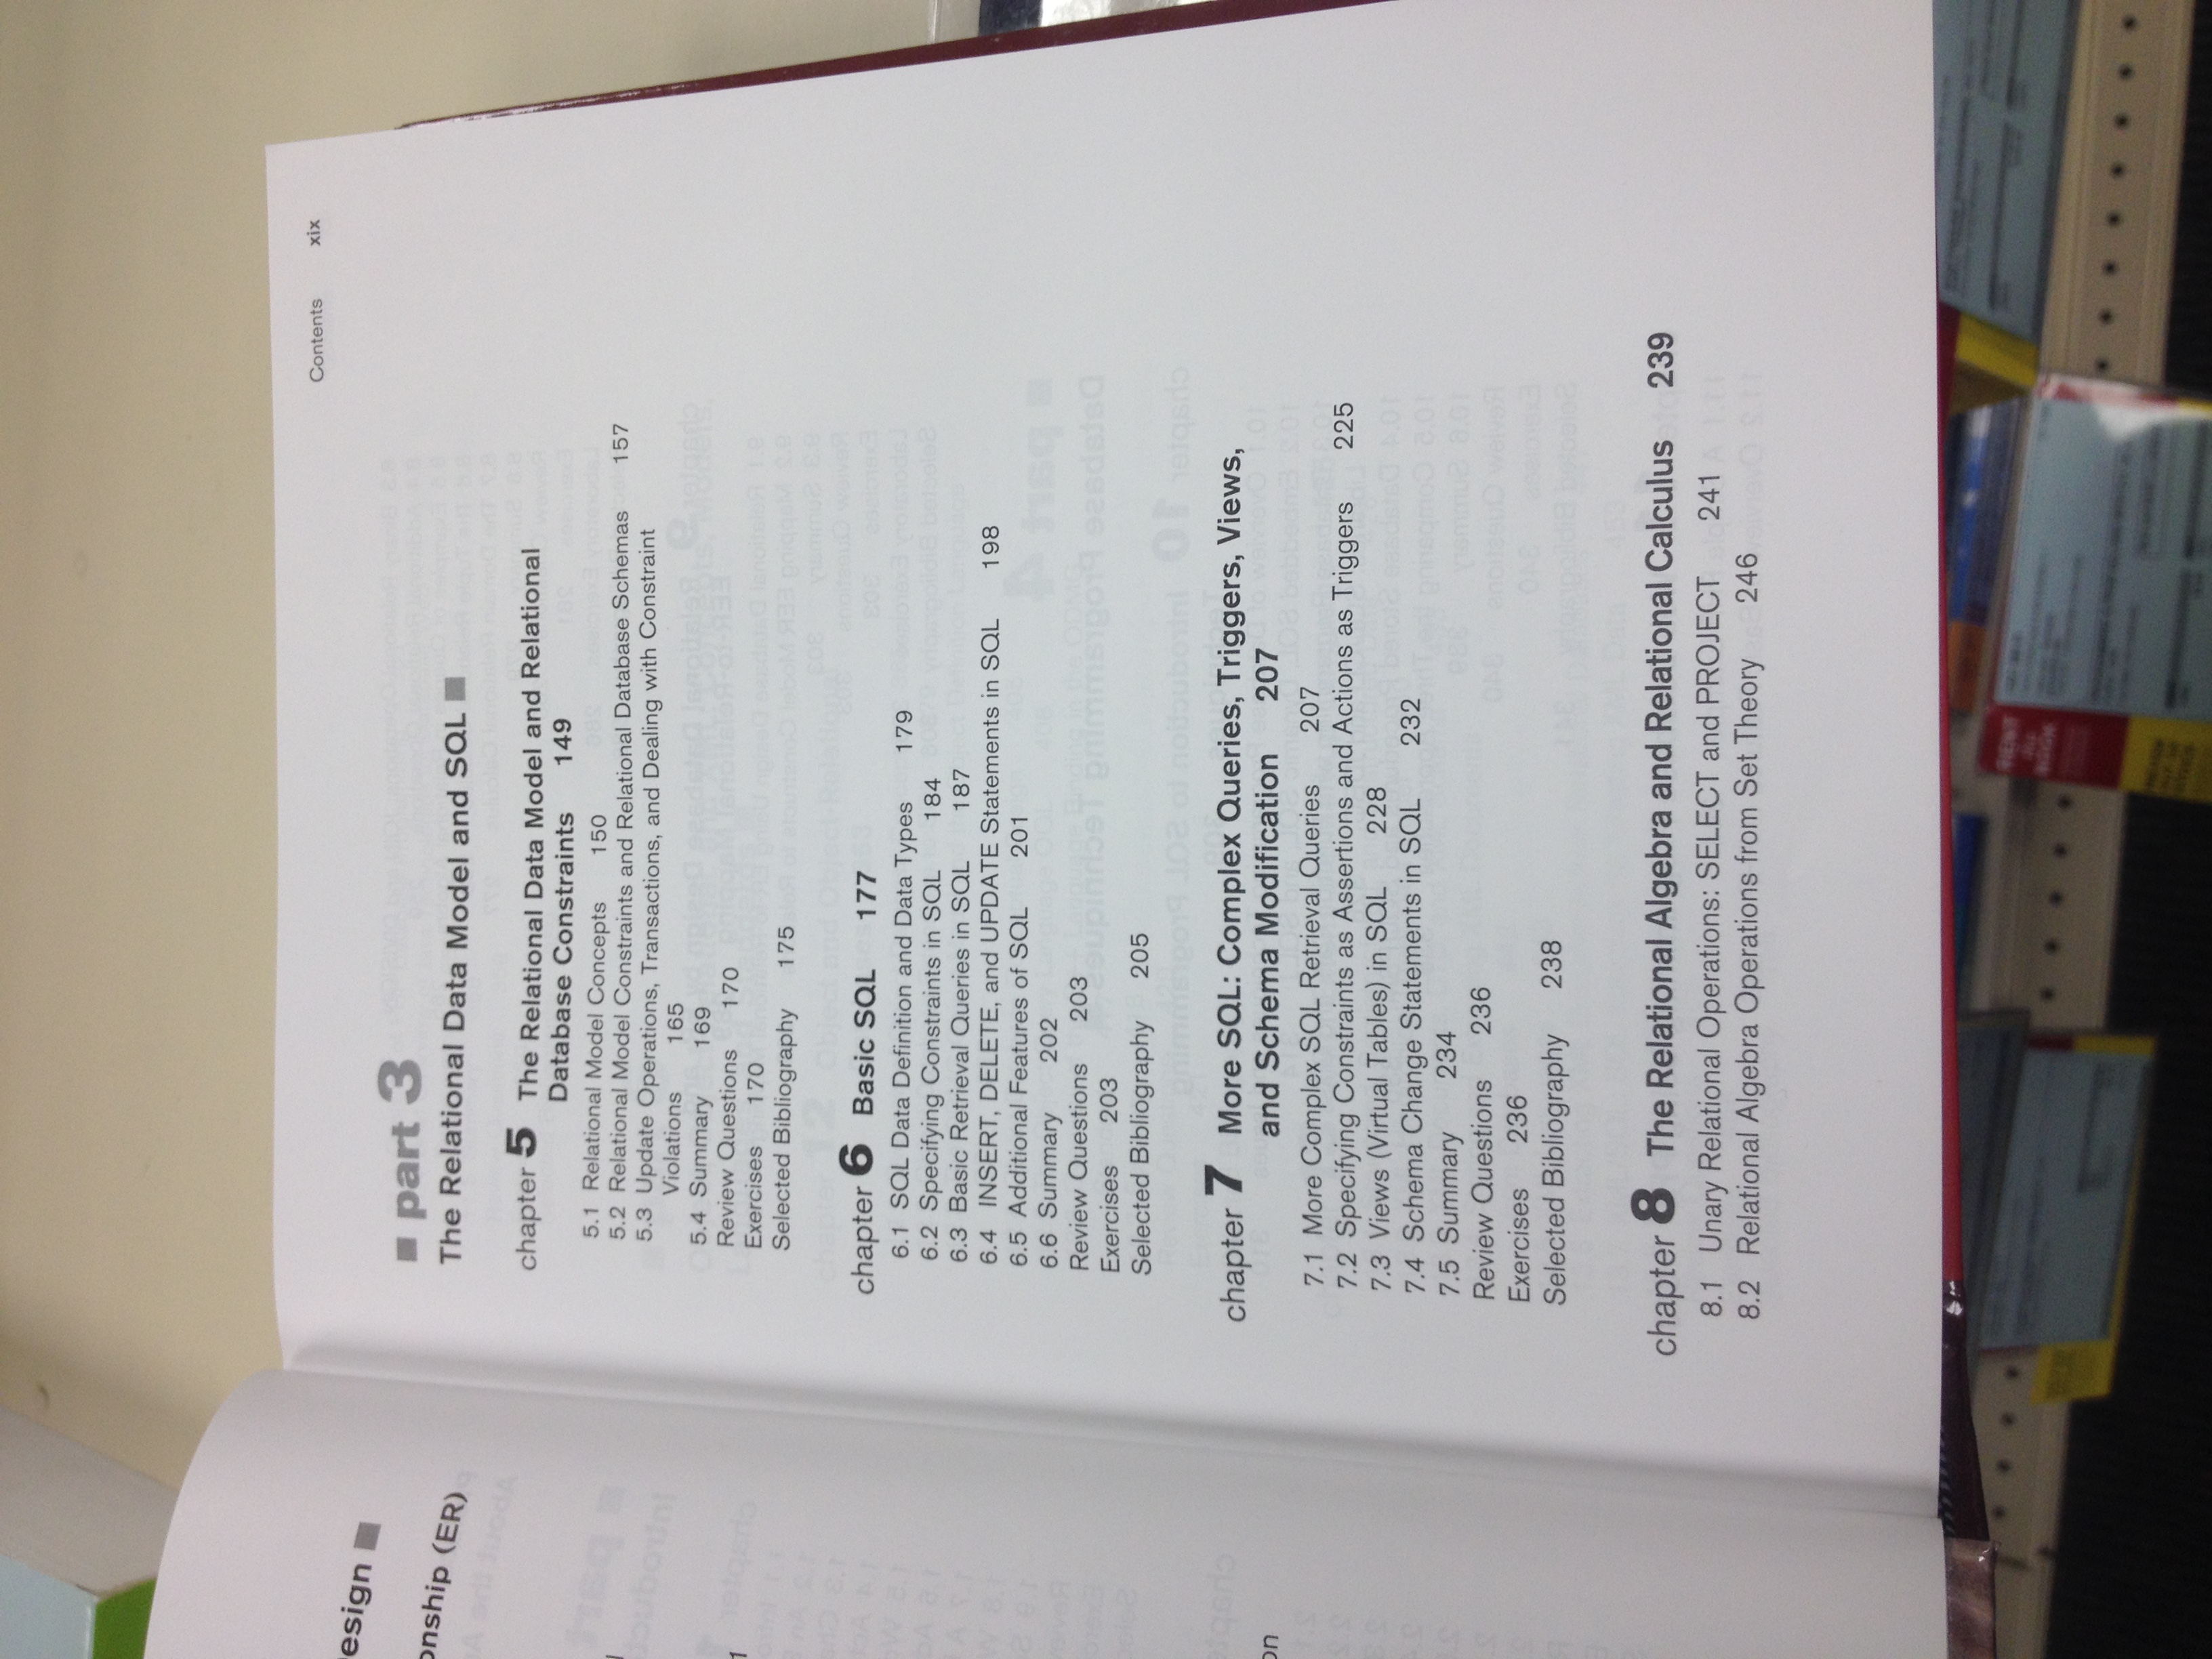 esign ■
onship (ER)
1
on
Contents xix
■ part 3
The Relational Data Model and SQL ■
chapter 5 The Relational Data Model and Relational
Database Constraints 149
5.1 Relational Model Concepts 150
5.2 Relational Model Constraints and Relational Database Schemas 157
5.3 Update Operations, Transactions, and Dealing with Constraint
Violations 165
5.4 Summary 169
Review Questions 170
Exercises 170
Selected Bibliography 175
chapter 6 Basic SQL 177
6.1 SQL Data Definition and Data Types 179
6.2 Specifying Constraints in SQL 184
6.3 Basic Retrieval Queries in SQL 187
6.4 INSERT, DELETE, and UPDATE Statements in SQL 198
6.5 Additional Features of SQL 201
6.6 Summary 202
Review Questions 203
Exercises 203
Selected Bibliography 205
chapter 7 More SQL: Complex Queries, Triggers, Views,
and Schema Modification 207
7.1 More Complex SQL Retrieval Queries 207
7.2 Specifying Constraints as Assertions and Actions as Triggers 225
7.3 Views (Virtual Tables) in SQL 228
7.4 Schema Change Statements in SQL 232
7.5 Summary 234
Review Questions 236
Exercises 236
Selected Bibliography 238
chapter 8 The Relational Algebra and Relational Calculus 239
8.1 Unary Relational Operations: SELECT and PROJECT 241
8.2 Relational Algebra Operations from Set Theory 246
RENT
BOOK